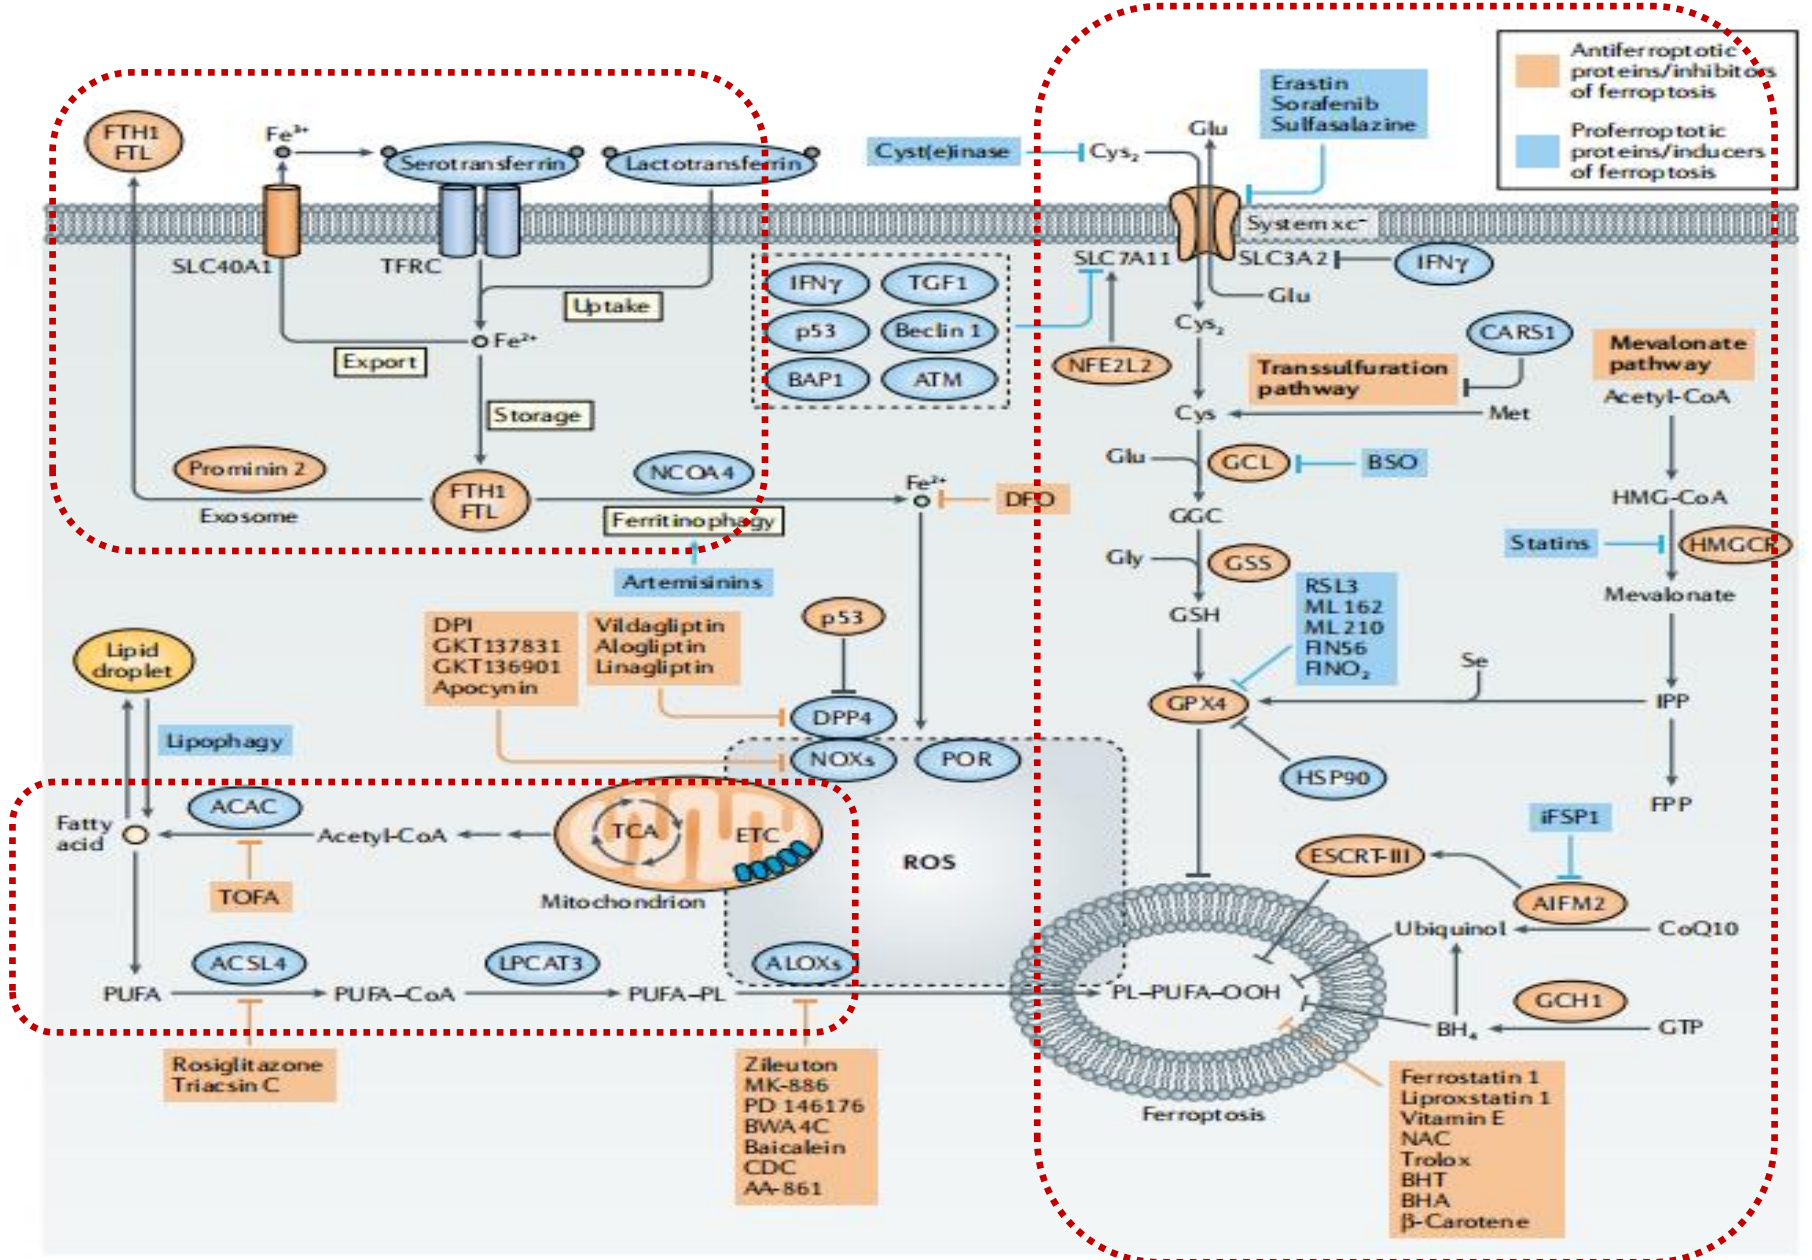 Antiferroptotic
proteins/inhibitors
of ferroptosis
Proferroptotic
proteins/inducers
of ferroptosis
Erastin
Sorafenib
Sulfasalazine
FTH1
FTL
Fe³⁺
Serotransferrin
Lactotransferrin
Cyst(e)inase
Cys₂
Glu
System xc⁻
SLC40A1
TFRC
SLC7A11
SLC3A2
IFNγ
IFNγ
TGF1
p53
Beclin 1
BAP1
ATM
Uptake
Glu
Fe²⁺
Export
Cys₂
CARS1
NFE2L2
Transsulfuration
pathway
Mevalonate
pathway
Acetyl-CoA
Storage
Cys
Met
Prominin 2
NCOA4
Glu
GCL
BSO
FTH1
FTL
Fe²⁺
DFO
HMG-CoA
Exosome
Ferritinophagy
GGC
Statins
HMGCR
Gly
GSS
Artemisinins
RSL3
ML162
ML210
FIN56
FINO₂
Mevalonate
GSH
DPI
GKT137831
GKT136901
Apocynin
Vildagliptin
Alogliptin
Linagliptin
p53
Lipid
droplet
Se
GPX4
IPP
DPP4
Lipophagy
NOXs
POR
HSP90
ACAC
FPP
iFSP1
Fatty
acid
Acetyl-CoA
TCA
ETC
ROS
ESCRT-III
TOFA
Mitochondrion
AIFM2
Ubiquinol
CoQ10
ACSL4
LPCAT3
ALOXs
PUFA
PUFA-CoA
PUFA-PL
PL-PUFA-OOH
GCH1
BH₄
GTP
Rosiglitazone
Triacsin C
Zileuton
MK-886
PD 146176
BWA4C
Baicalein
CDC
AA-861
Ferroptosis
Ferrostatin 1
Liproxstatin 1
Vitamin E
NAC
Trolox
BHT
BHA
β-Carotene